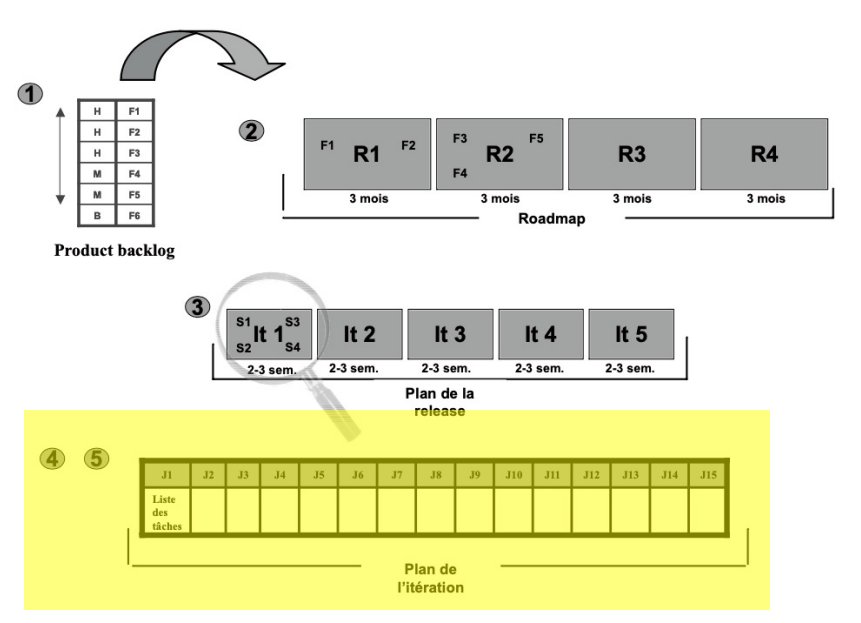 1
H F1
H F2
H F3
M F4
M F5
B F6
Product backlog
2
F1 R1 F2
F3 R2 F5
F4
R3
R4
3 mois 3 mois 3 mois 3 mois
Roadmap
3
S1 It 1 S3
S2 S4
It 2 It 3 It 4 It 5
2-3 sem. 2-3 sem. 2-3 sem. 2-3 sem. 2-3 sem.
Plan de la
release
4 5
J1 J2 J3 J4 J5 J6 J7 J8 J9 J10 J11 J12 J13 J14 J15
Liste
des
tâches
Plan de
l'itération